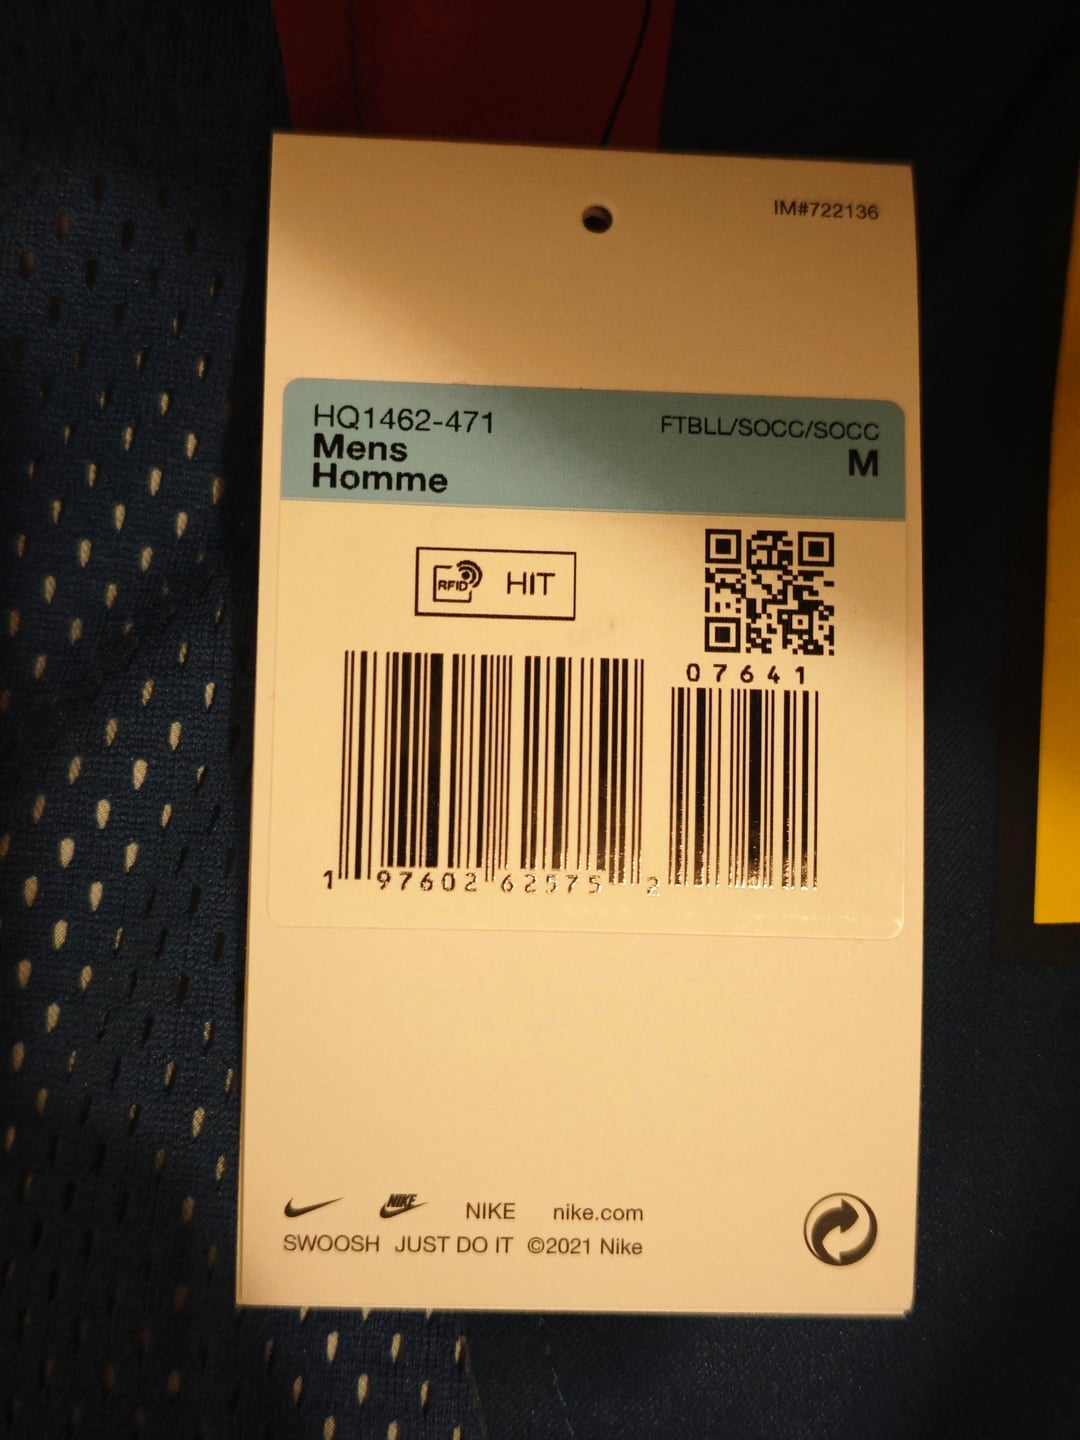 IM#722136
HQ1462-471
FTBLL/SOCC/SOCC
Mens
M
Homme
RFID HIT
07641
1 97602 62575 2
NIKE NIKE nike.com
SWOOSH JUST DO IT ©2021 Nike